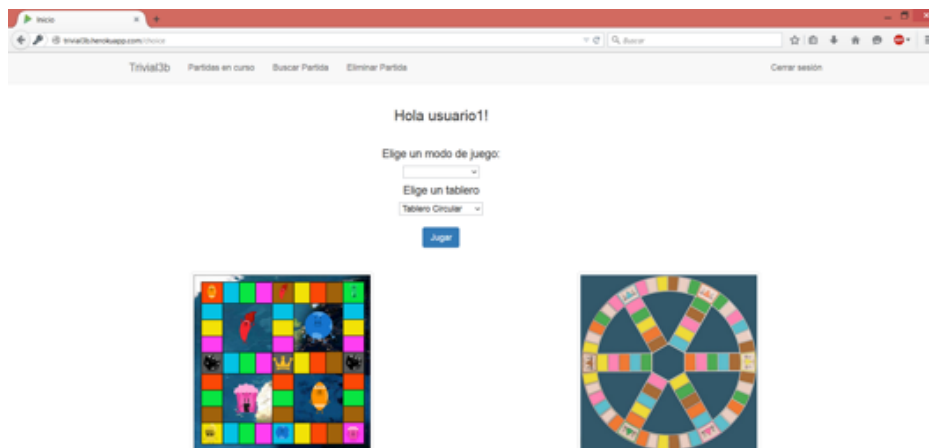 Inicio
trivial3b.herokuapp.com/choice
Buscar
Trivial3b Partidas en curso Buscar Partida Eliminar Partida Cerrar sesión
Hola usuario1!
Elige un modo de juego:
Elige un tablero
Tablero Circular
Jugar